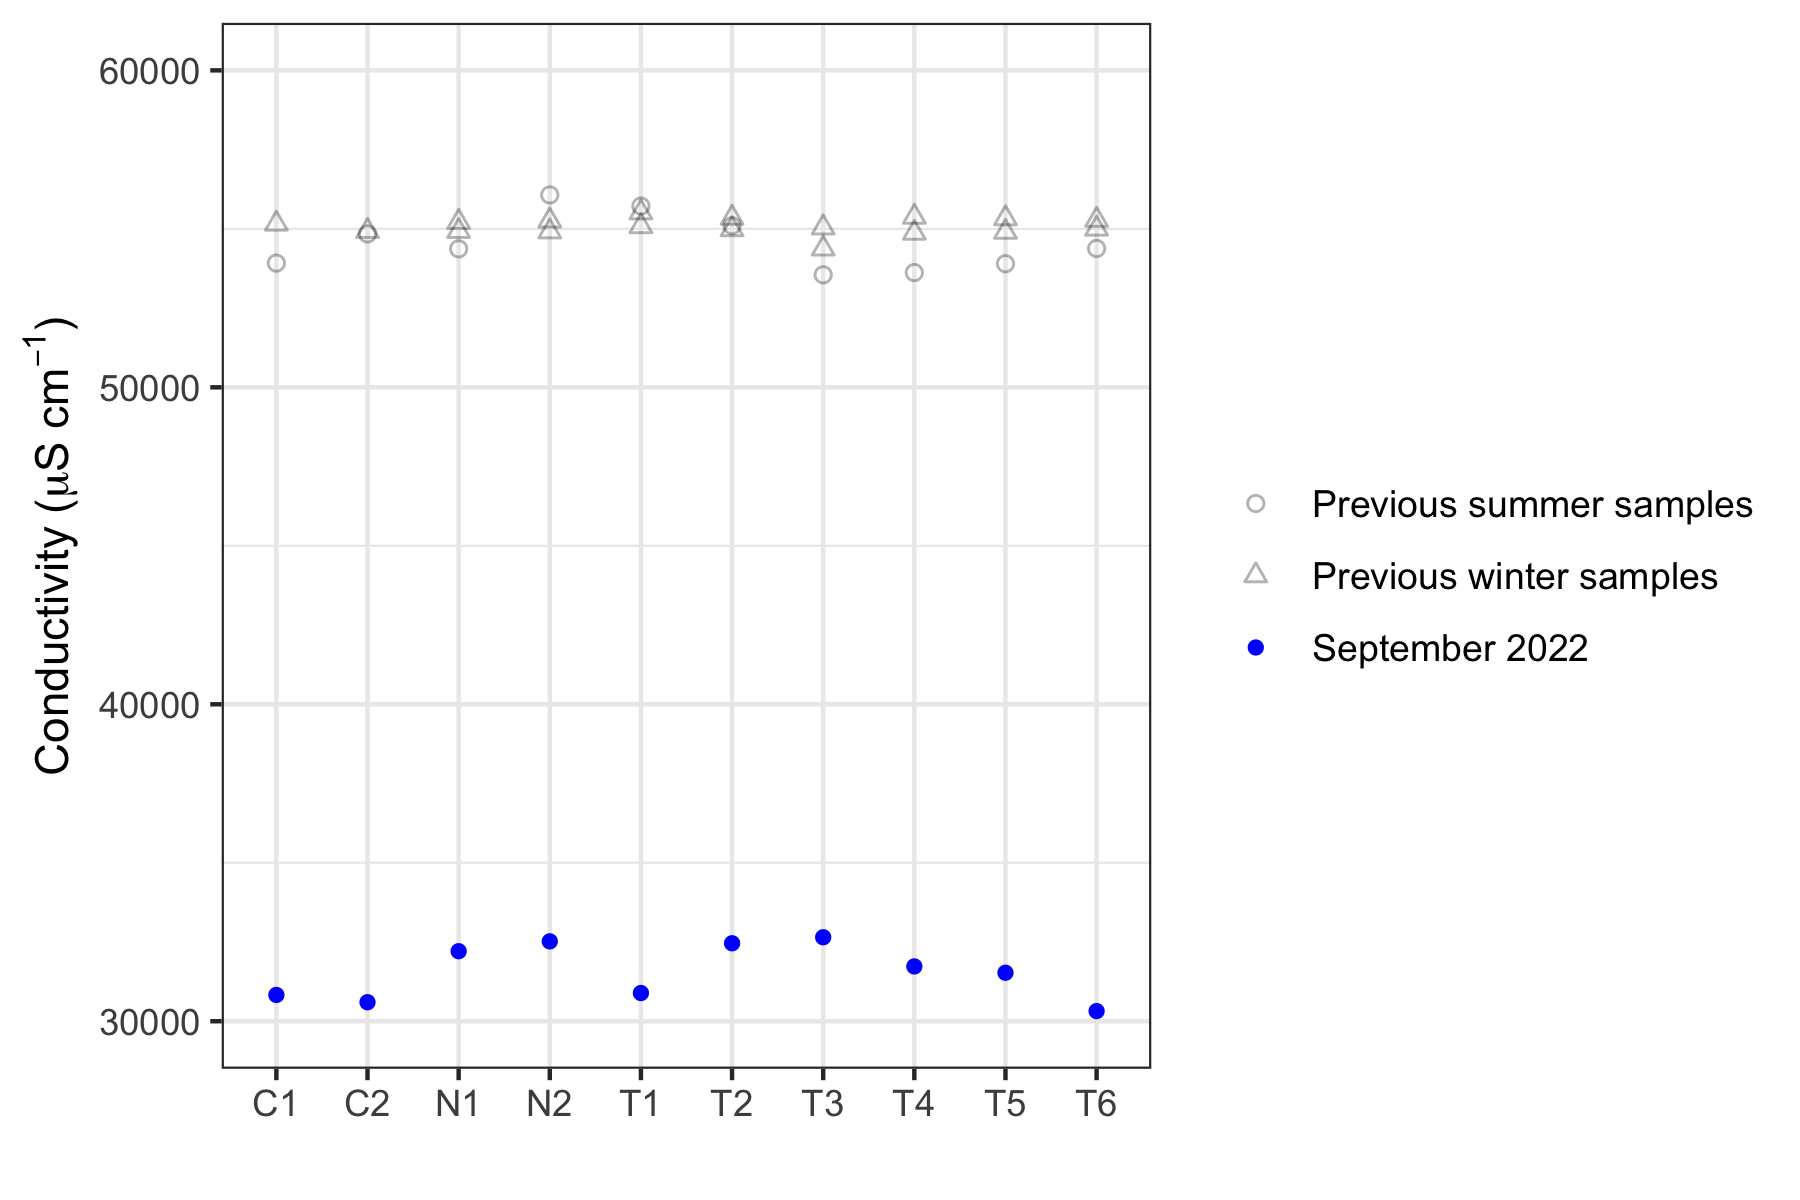 60000
50000
40000
30000
Conductivity (μS cm⁻¹)
C1 C2 N1 N2 T1 T2 T3 T4 T5 T6
Previous summer samples
Previous winter samples
September 2022